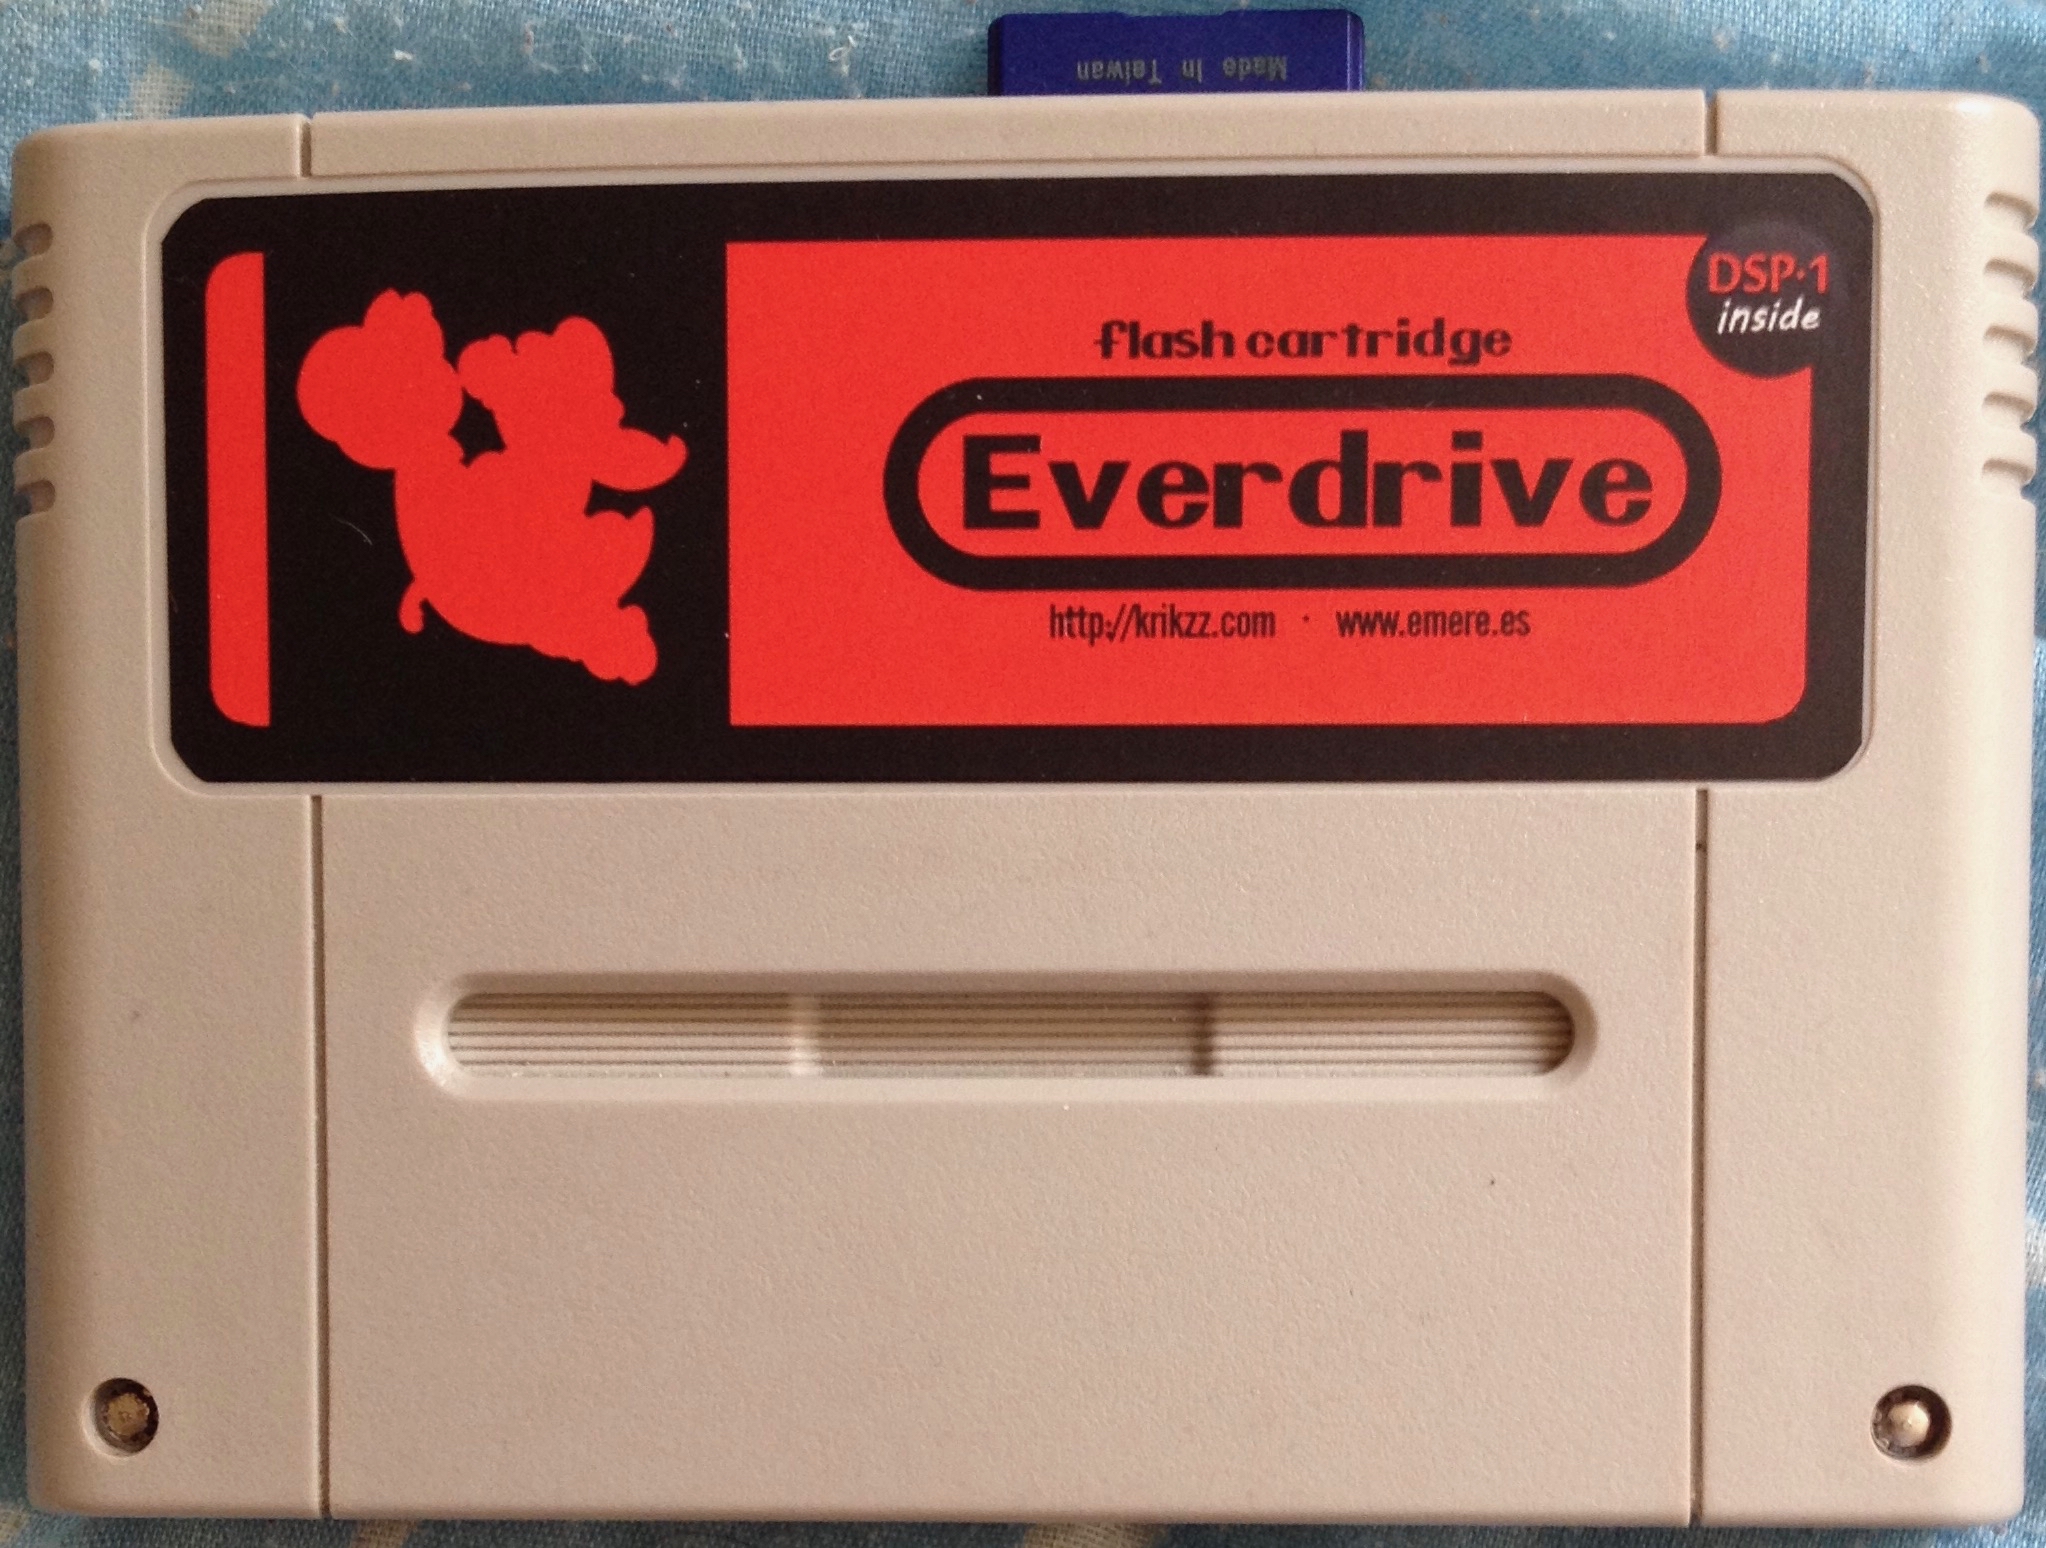 Made In Taiwan
DSP·1
inside
flash cartridge
Everdrive
http://krikzz.com · www.emere.es